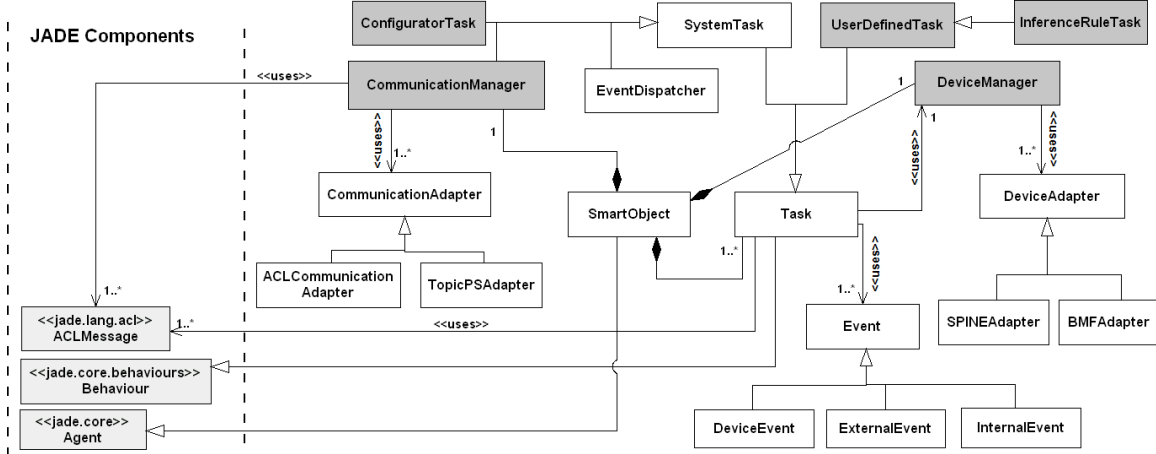 JADE Components
ConfiguratorTask
SystemTask
UserDefinedTask
InferenceRuleTask
<<uses>>
CommunicationManager
EventDispatcher
1
DeviceManager
<<uses>>
1..*
1
<<uses>>
1
1..*
<<uses>>
CommunicationAdapter
SmartObject
Task
DeviceAdapter
1..*
<<uses>>
ACLCommunication
Adapter
TopicPSAdapter
1..*
1..*
<<jade.lang.acl>>
ACLMessage
1..*
<<uses>>
Event
SPINEAdapter
BMFAdapter
<<jade.core.behaviours>>
Behaviour
<<jade.core>>
Agent
DeviceEvent
ExternalEvent
InternalEvent